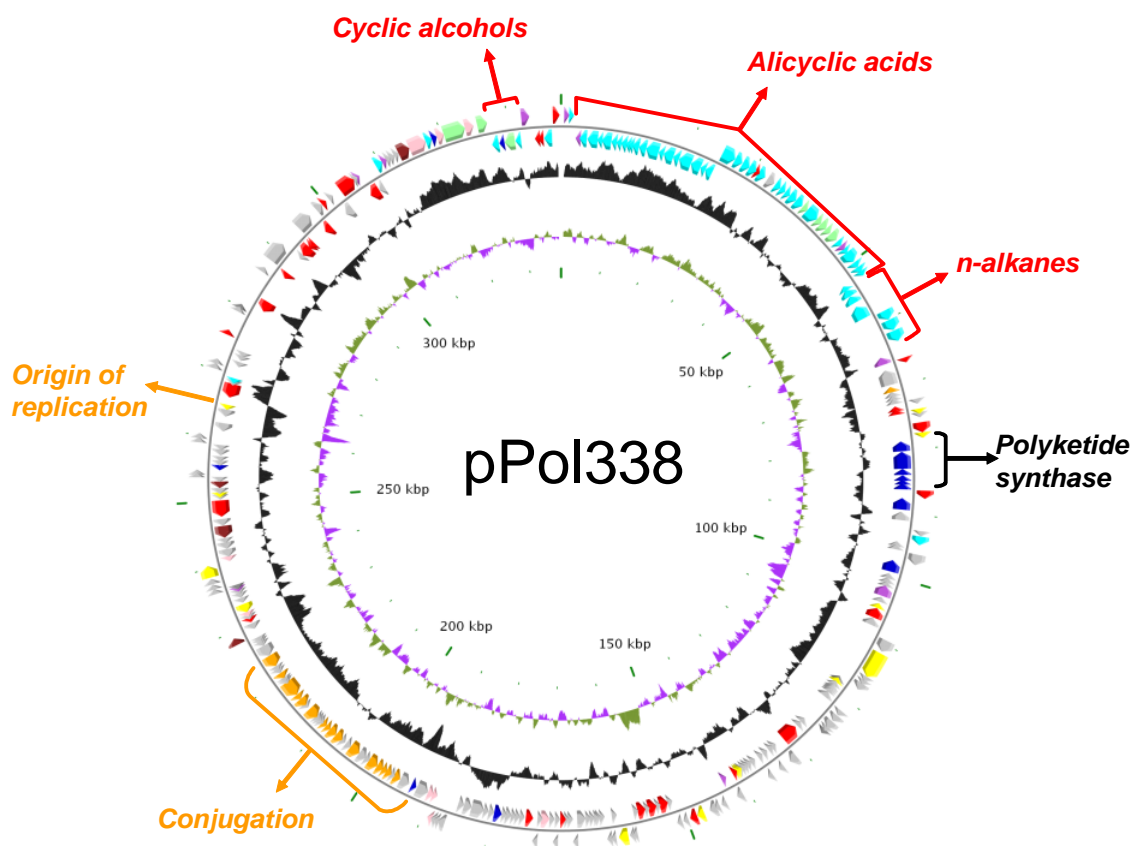 Cyclic alcohols
Alicyclic acids
n-alkanes
300 kbp
50 kbp
Origin of
replication
pPol338
Polyketide
synthase
250 kbp
100 kbp
200 kbp
150 kbp
Conjugation